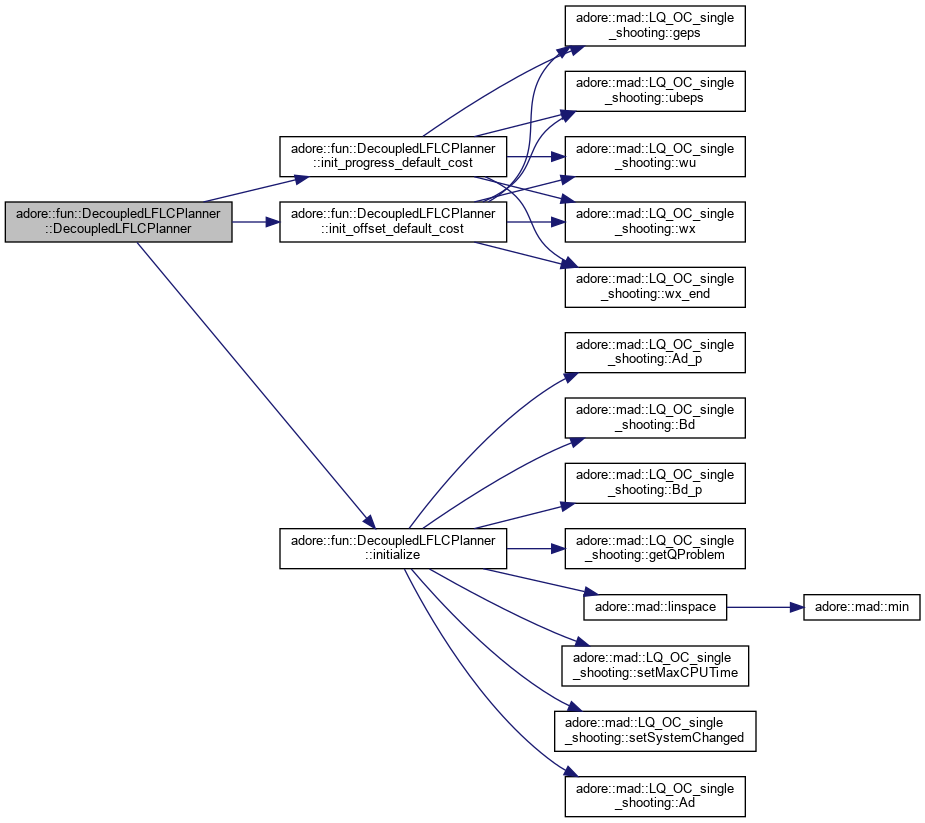 adore::mad::LQ_OC_single
_shooting::geps
adore::mad::LQ_OC_single
_shooting::ubeps
adore::fun::DecoupledLFLCPlanner
::init_progress_default_cost
adore::mad::LQ_OC_single
_shooting::wu
adore::fun::DecoupledLFLCPlanner
::DecoupledLFLCPlanner
adore::fun::DecoupledLFLCPlanner
::init_offset_default_cost
adore::mad::LQ_OC_single
_shooting::wx
adore::mad::LQ_OC_single
_shooting::wx_end
adore::mad::LQ_OC_single
_shooting::Ad_p
adore::mad::LQ_OC_single
_shooting::Bd
adore::mad::LQ_OC_single
_shooting::Bd_p
adore::fun::DecoupledLFLCPlanner
::initialize
adore::mad::LQ_OC_single
_shooting::getQProblem
adore::mad::linspace
adore::mad::min
adore::mad::LQ_OC_single
_shooting::setMaxCPUTime
adore::mad::LQ_OC_single
_shooting::setSystemChanged
adore::mad::LQ_OC_single
_shooting::Ad